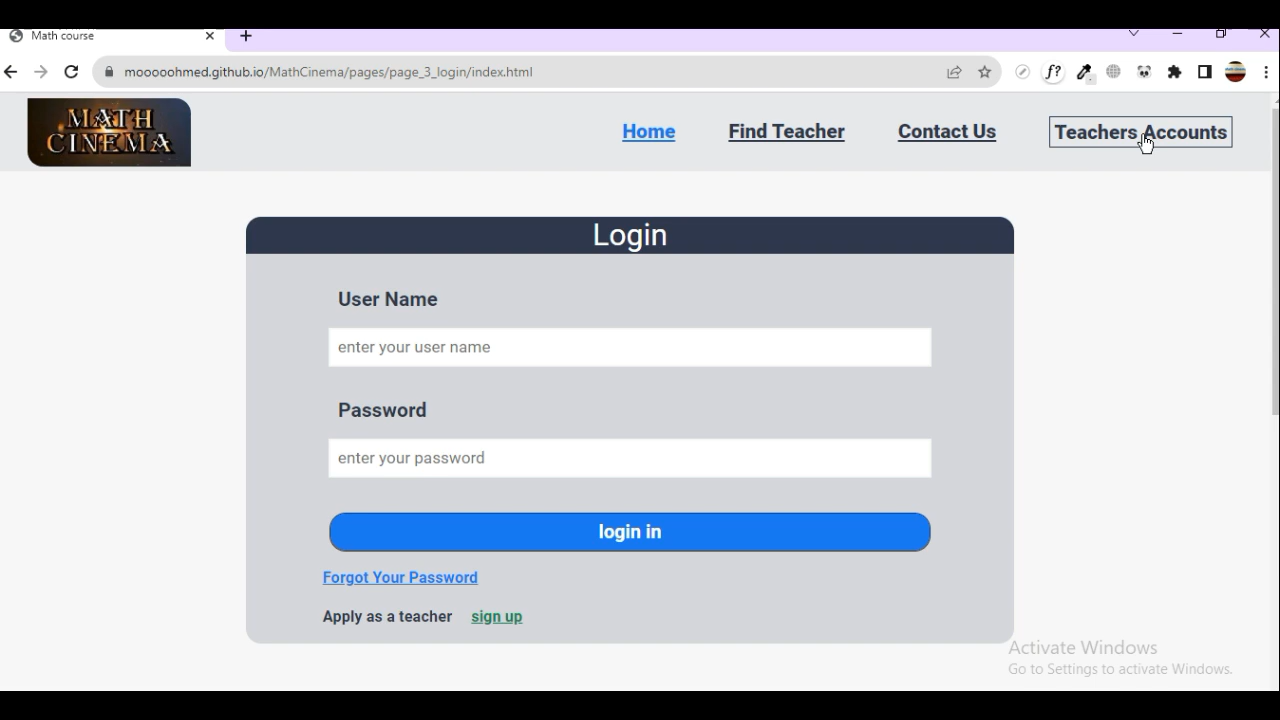 Math course
mooooohmed.github.io/MathCinema/pages/page_3_login/index.html
f?
MATH
CINEMA
Home
Find Teacher
Contact Us
Teachers Accounts
Login
User Name
enter your user name
Password
enter your password
login in
Forgot Your Password
Apply as a teacher sign up
Activate Windows
Go to Settings to activate Windows.